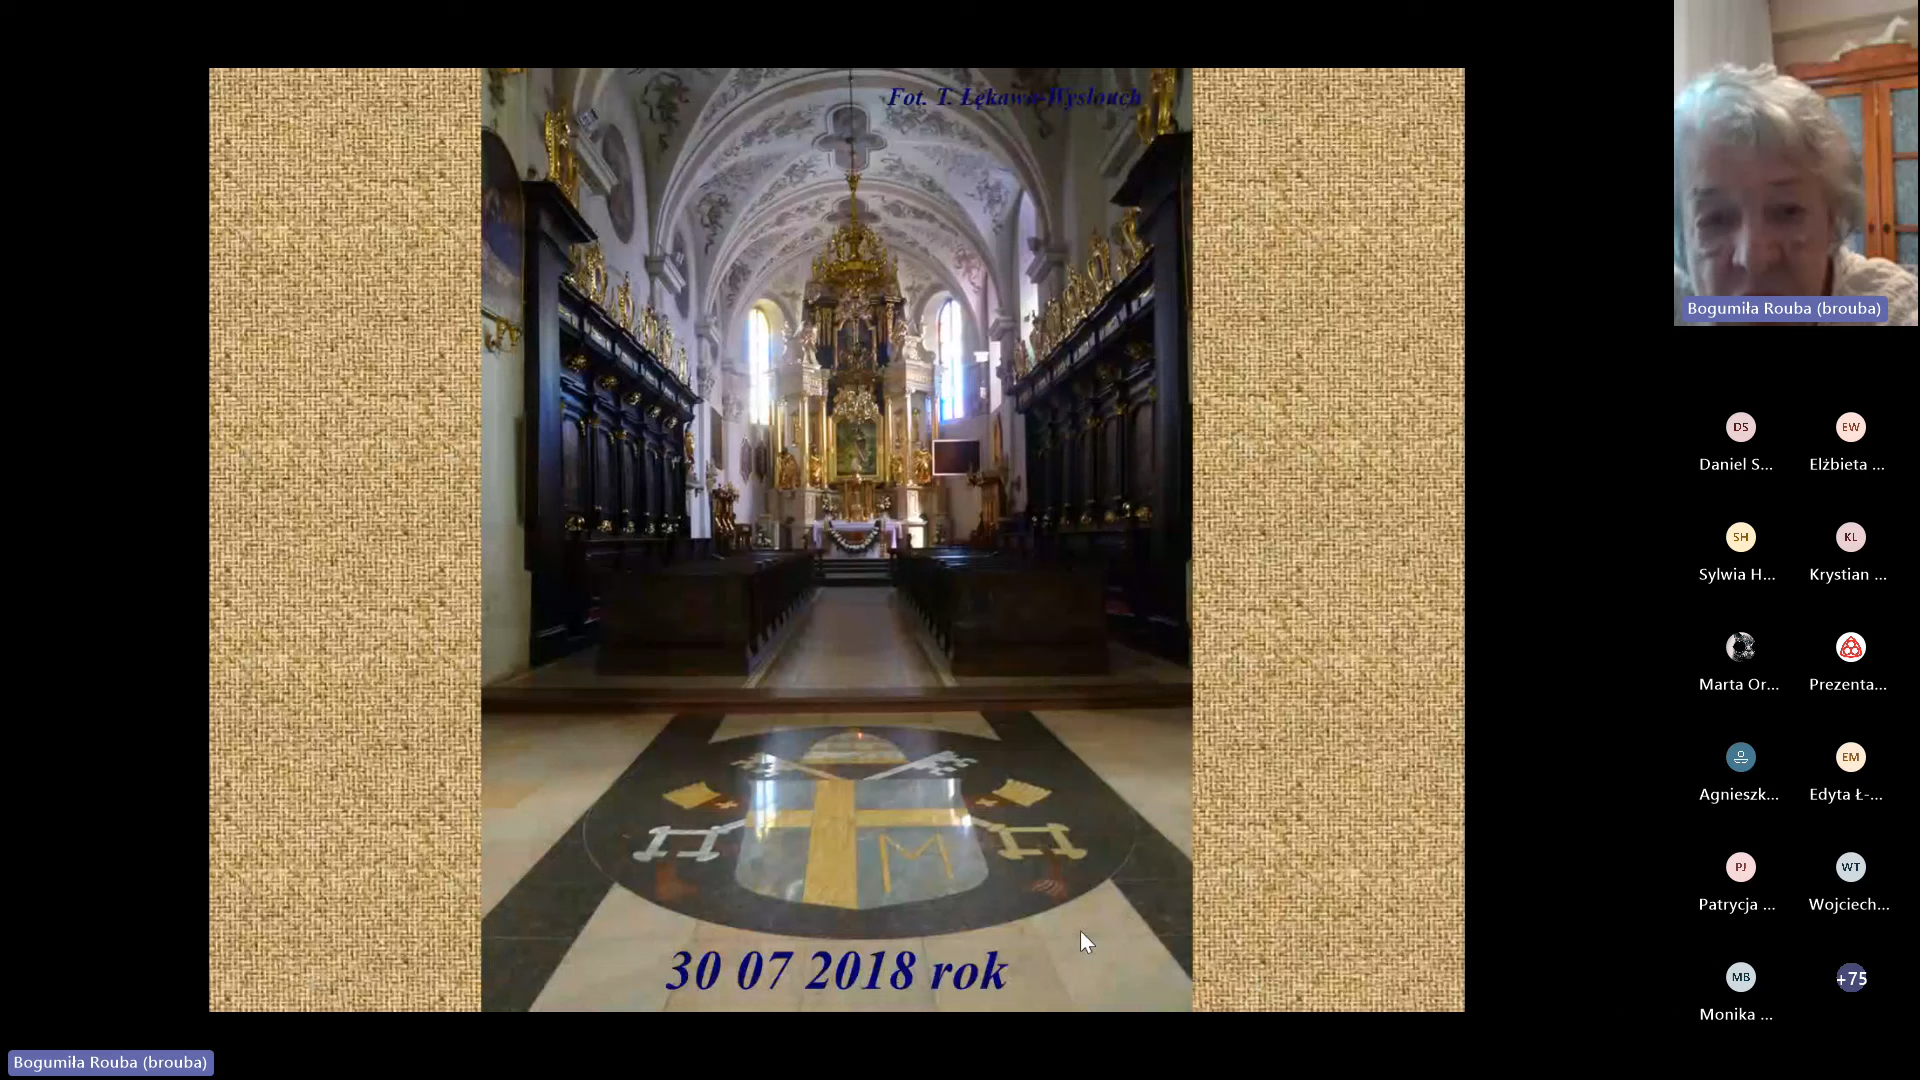 Fot. T. Łękawa-Wysłouch
30 07 2018 rok
M
Bogumiła Rouba (brouba)
DS
Daniel S...
EW
Elżbieta ...
SH
Sylwia H...
KL
Krystian ...
Marta Or...
Prezenta...
Agnieszk...
EM
Edyta Ł-...
PJ
Patrycja ...
WT
Wojciech...
MB
Monika ...
+75
Bogumiła Rouba (brouba)